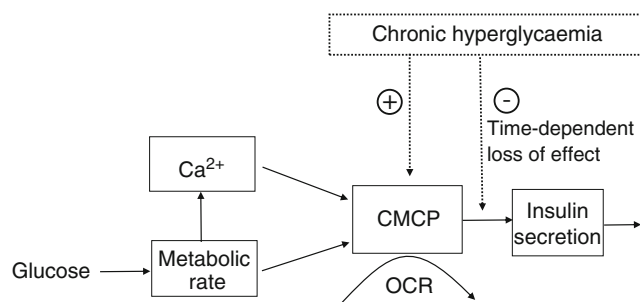 Chronic hyperglycaemia
+
-
Time-dependent
loss of effect
Ca²⁺
CMCP
Insulin
secretion
Glucose
Metabolic
rate
OCR